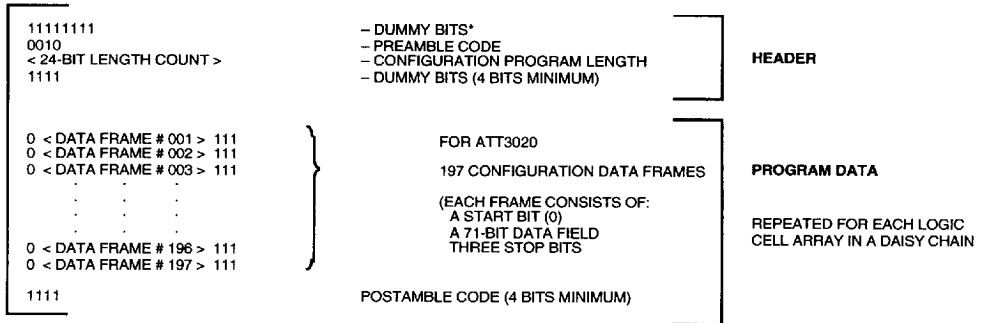 11111111 – DUMMY BITS*
0010 – PREAMBLE CODE
< 24-BIT LENGTH COUNT > – CONFIGURATION PROGRAM LENGTH
1111 – DUMMY BITS (4 BITS MINIMUM)
HEADER
0 < DATA FRAME # 001 > 111
0 < DATA FRAME # 002 > 111
0 < DATA FRAME # 003 > 111
. . .
. . .
. . .
. . .
0 < DATA FRAME # 196 > 111
0 < DATA FRAME # 197 > 111
FOR ATT3020
197 CONFIGURATION DATA FRAMES
(EACH FRAME CONSISTS OF:
A START BIT (0)
A 71-BIT DATA FIELD
THREE STOP BITS
PROGRAM DATA
REPEATED FOR EACH LOGIC
CELL ARRAY IN A DAISY CHAIN
1111 POSTAMBLE CODE (4 BITS MINIMUM)